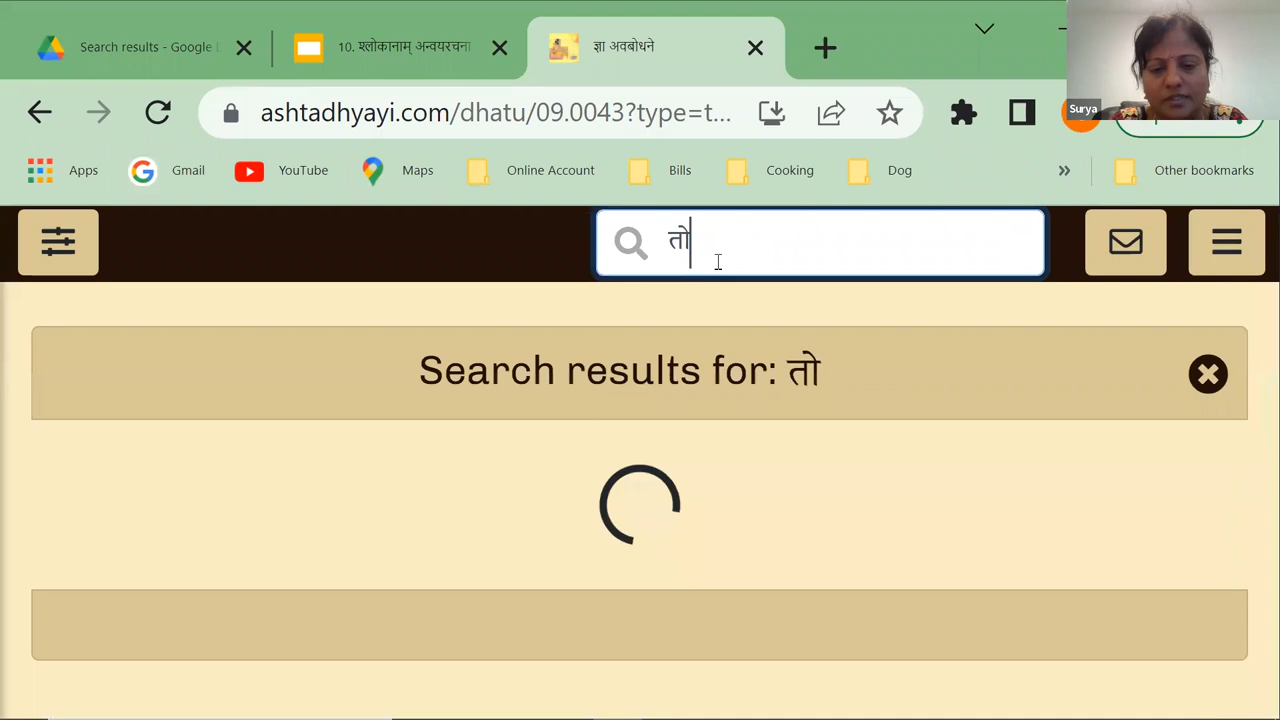 Search results - Google
10. श्लोकानाम् अन्वयरचना
ज्ञा अवबोधने
ashtadhyayi.com/dhatu/09.0043?type=t...
Surya
Apps Gmail YouTube Maps Online Account Bills Cooking Dog » Other bookmarks
तो
Search results for: तो